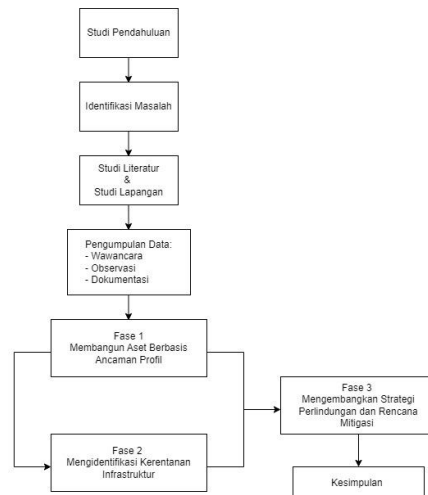 Studi Pendahuluan
Identifikasi Masalah
Studi Literatur
&
Studi Lapangan
Pengumpulan Data:
- Wawancara
- Observasi
- Dokumentasi
Fase 1
Membangun Aset Berbasis
Ancaman Profil
Fase 2
Mengidentifikasi Kerentanan
Infrastruktur
Fase 3
Mengembangkan Strategi
Perlindungan dan Rencana
Mitigasi
Kesimpulan